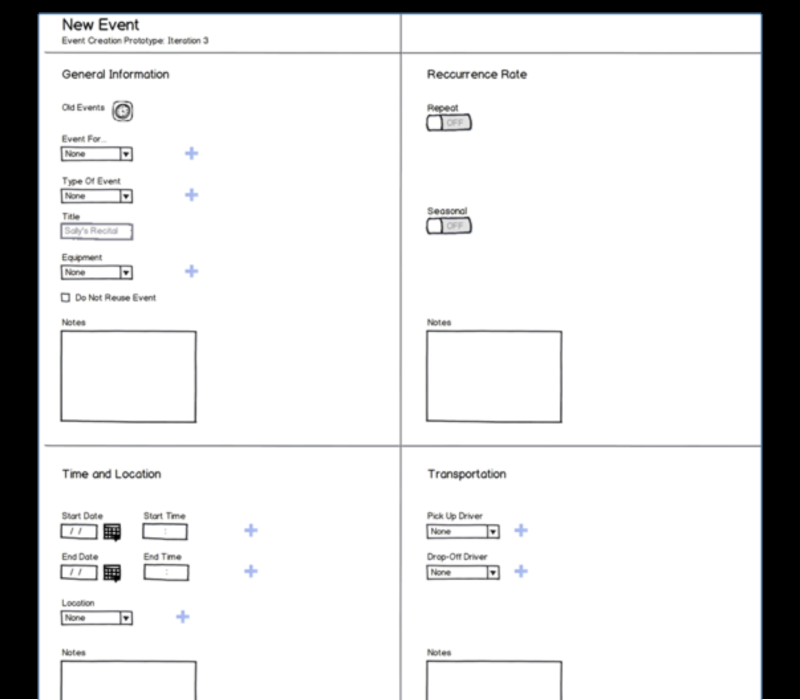 New Event
Event Creation Prototype: Iteration 3
General Information
Old Events
Event For...
None
Type Of Event
None
Title
Sally's Recital
Equipment
None
Do Not Reuse Event
Notes
Reccurrence Rate
Repeat
OFF
Seasonal
OFF
Notes
Time and Location
Start Date
Start Time
/ /
:
End Date
End Time
/ /
:
Location
None
Notes
Transportation
Pick Up Driver
None
Drop-Off Driver
None
Notes